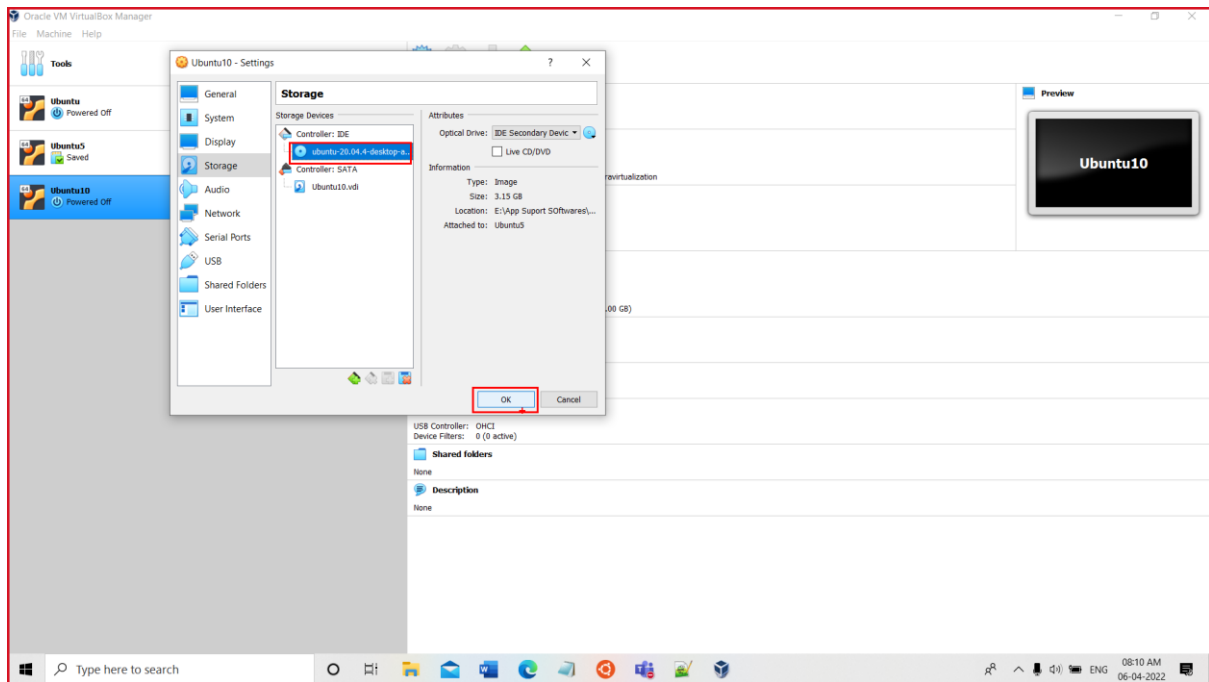 Oracle VM VirtualBox Manager
File Machine Help
Tools
64 Ubuntu
Powered Off
64 Ubuntu5
Saved
64 Ubuntu10
Powered Off
Ubuntu10 - Settings ? ×
General
System
Display
Storage
Audio
Network
Serial Ports
USB
Shared Folders
User Interface
Storage
Storage Devices
Controller: IDE
ubuntu-20.04.4-desktop-a...
Controller: SATA
Ubuntu10.vdi
Attributes
Optical Drive: IDE Secondary Devic
Live CD/DVD
Information
Type: Image
Size: 3.15 GB
Location: E:\App Suport SOftwares\...
Attached to: Ubuntu5
OK Cancel
Preview
Ubuntu10
ravirtualization
.00 GB)
USB Controller: OHCI
Device Filters: 0 (0 active)
Shared folders
None
Description
None
Type here to search
ENG
08:10 AM
06-04-2022